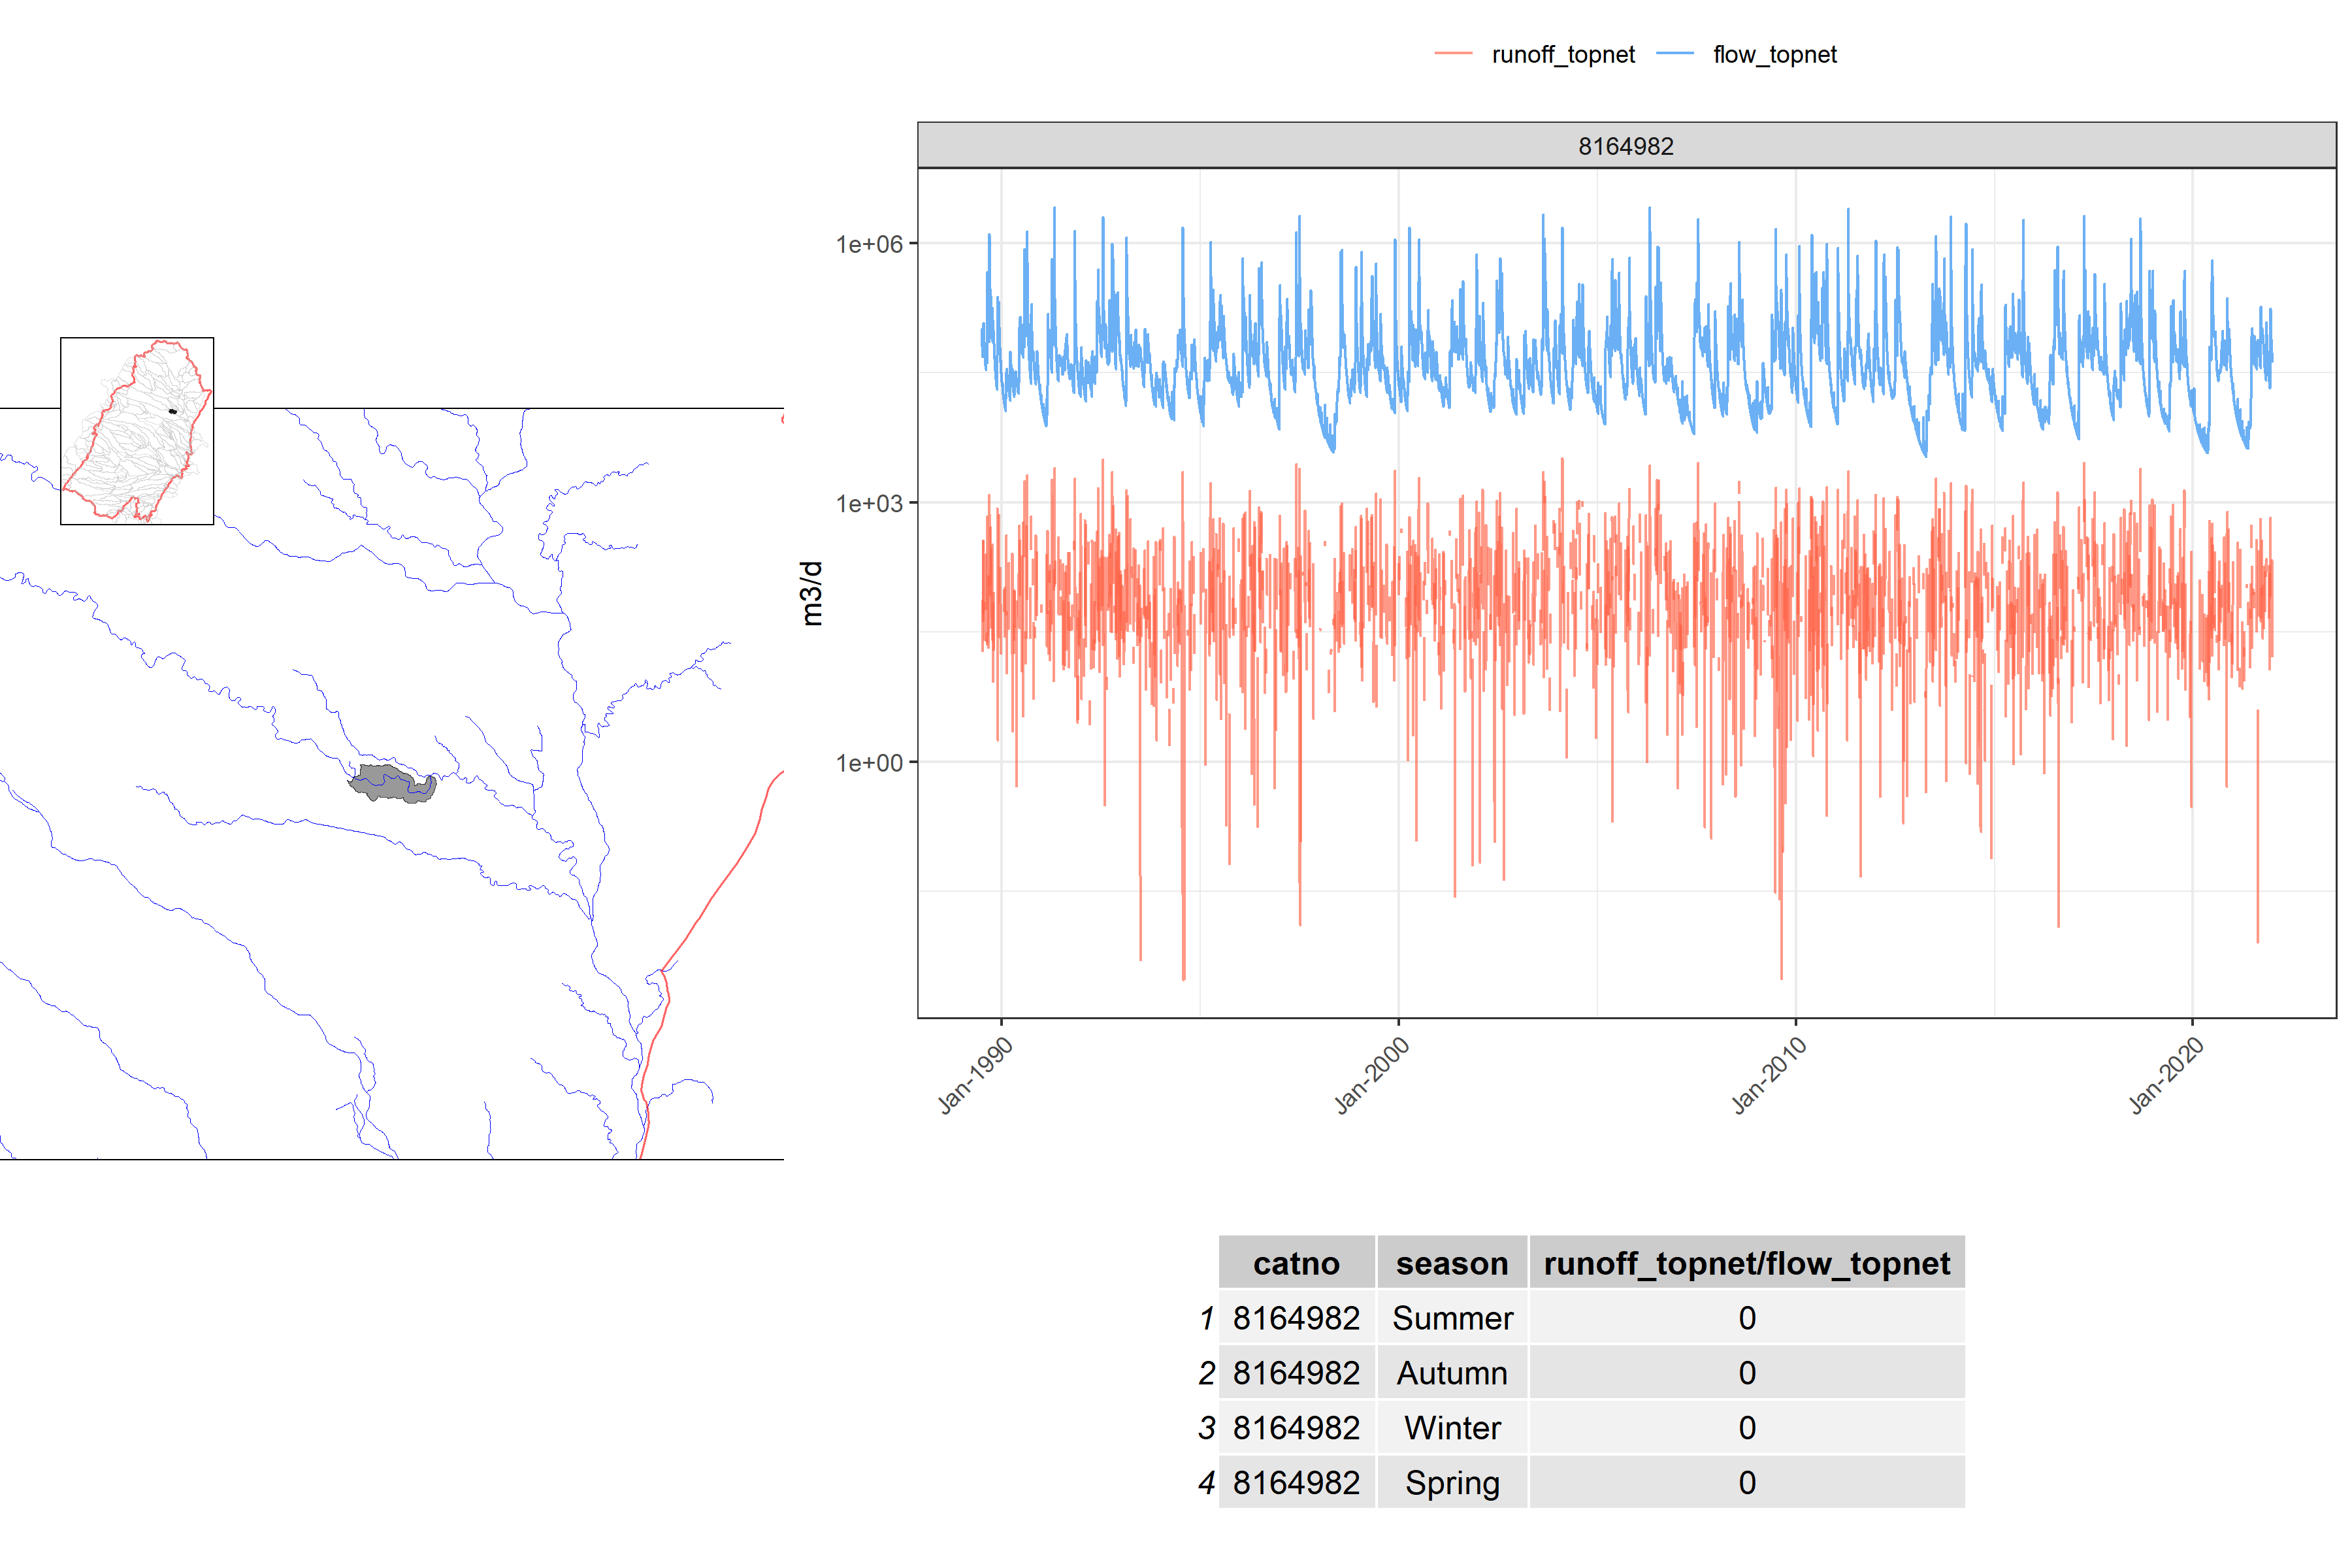 runoff_topnet flow_topnet
8164982
1e+06
1e+03
1e+00
m3/d
Jan-1990 Jan-2000 Jan-2010 Jan-2020
catno season runoff_topnet/flow_topnet
1 8164982 Summer 0
2 8164982 Autumn 0
3 8164982 Winter 0
4 8164982 Spring 0